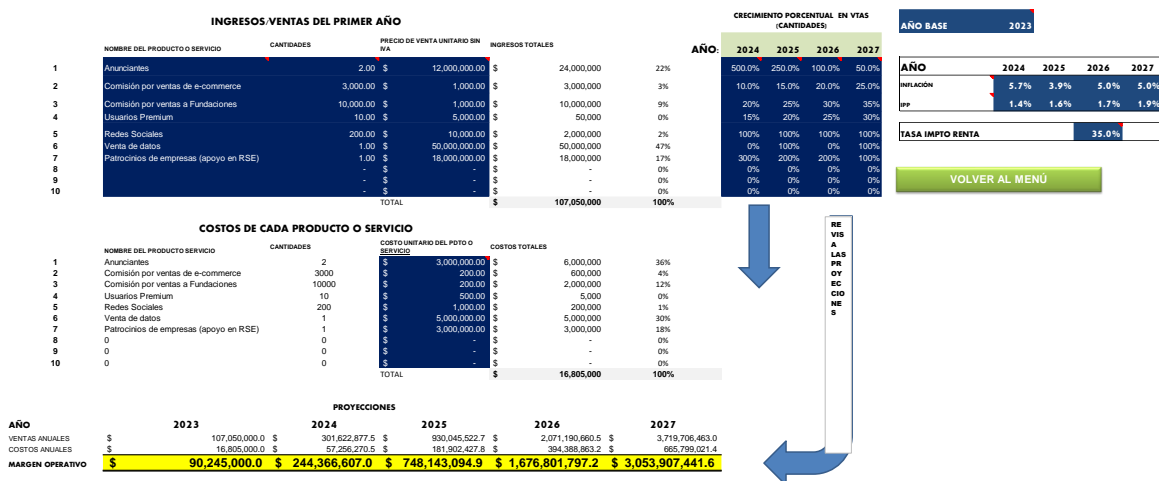 INGRESOS/VENTAS DEL PRIMER AÑO
CRECIMIENTO PORCENTUAL EN VTAS (CANTIDADES)
AÑO BASE 2023
NOMBRE DEL PRODUCTO O SERVICIO CANTIDADES PRECIO DE VENTA UNITARIO SIN IVA INGRESOS TOTALES AÑO: 2024 2025 2026 2027
1 Anunciantes 2.00 $ 12,000,000.00 $ 24,000,000 22% 500.0% 250.0% 100.0% 50.0%
2 Comisión por ventas de e-commerce 3,000.00 $ 1,000.00 $ 3,000,000 3% 10.0% 15.0% 20.0% 25.0%
3 Comisión por ventas a Fundaciones 10,000.00 $ 1,000.00 $ 10,000,000 9% 20% 25% 30% 35%
4 Usuarios Premium 10.00 $ 5,000.00 $ 50,000 0% 15% 20% 25% 30%
5 Redes Sociales 200.00 $ 10,000.00 $ 2,000,000 2% 100% 100% 100% 100%
6 Venta de datos 1.00 $ 50,000,000.00 $ 50,000,000 47% 0% 100% 0% 100%
7 Patrocinios de empresas (apoyo en RSE) 1.00 $ 18,000,000.00 $ 18,000,000 17% 300% 200% 200% 100%
8 - $ - $ - 0% 0% 0% 0% 0%
9 - $ - $ - 0% 0% 0% 0% 0%
10 - $ - $ - 0% 0% 0% 0% 0%
TOTAL $ 107,050,000 100%
AÑO 2024 2025 2026 2027
INFLACIÓN 5.7% 3.9% 5.0% 5.0%
IPP 1.4% 1.6% 1.7% 1.9%
TASA IMPTO RENTA 35.0%
VOLVER AL MENÚ
COSTOS DE CADA PRODUCTO O SERVICIO
NOMBRE DEL PRODUCTO SERVICIO CANTIDADES COSTO UNITARIO DEL PDTO O SERVICIO COSTOS TOTALES
1 Anunciantes 2 $ 3,000,000.00 $ 6,000,000 36%
2 Comisión por ventas de e-commerce 3000 $ 200.00 $ 600,000 4%
3 Comisión por ventas a Fundaciones 10000 $ 200.00 $ 2,000,000 12%
4 Usuarios Premium 10 $ 500.00 $ 5,000 0%
5 Redes Sociales 200 $ 1,000.00 $ 200,000 1%
6 Venta de datos 1 $ 5,000,000.00 $ 5,000,000 30%
7 Patrocinios de empresas (apoyo en RSE) 1 $ 3,000,000.00 $ 3,000,000 18%
8 0 0 $ - $ - 0%
9 0 0 $ - $ - 0%
10 0 0 $ - $ - 0%
TOTAL $ 16,805,000 100%
RE
VIS
A
LAS
PR
OY
EC
CIO
NE
S
PROYECCIONES
AÑO 2023 2024 2025 2026 2027
VENTAS ANUALES $ 107,050,000.0 $ 301,622,877.5 $ 930,045,522.7 $ 2,071,190,660.5 $ 3,719,706,463.0
COSTOS ANUALES $ 16,805,000.0 $ 57,256,270.5 $ 181,902,427.8 $ 394,388,863.2 $ 665,799,021.4
MARGEN OPERATIVO $ 90,245,000.0 $ 244,366,607.0 $ 748,143,094.9 $ 1,676,801,797.2 $ 3,053,907,441.6